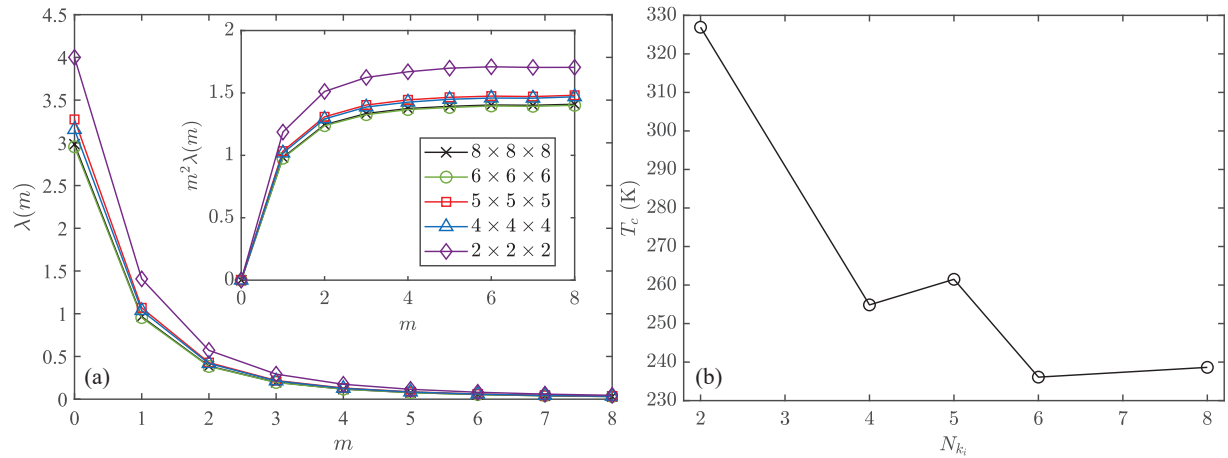 4.5
4
3.5
3
2.5
2
1.5
1
0.5
0
λ(m)
0 1 2 3 4 5 6 7 8
m
(a)
2
1.5
1
0.5
0
m²λ(m)
0 2 4 6 8
m
8 × 8 × 8
6 × 6 × 6
5 × 5 × 5
4 × 4 × 4
2 × 2 × 2
330
320
310
300
290
280
270
260
250
240
230
T_c (K)
2 3 4 5 6 7 8
N_{k_i}
(b)